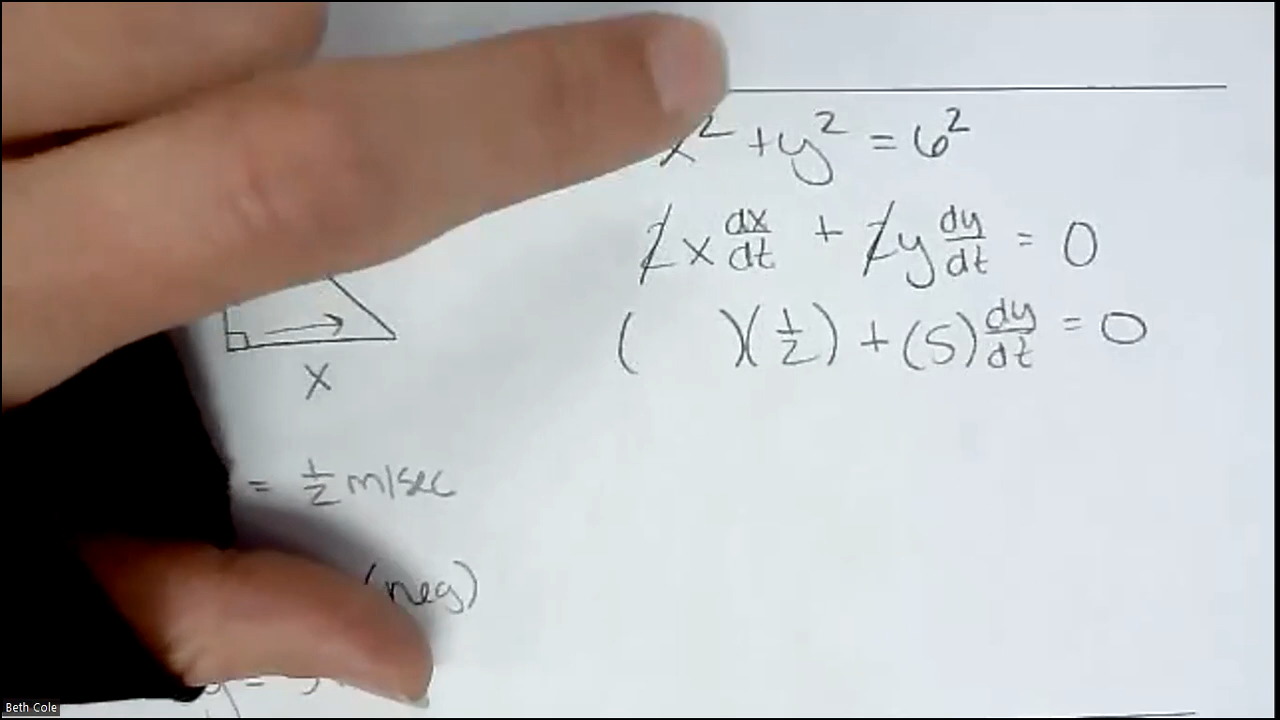 x² + y² = 6²
2x dx/dt + 2y dy/dt = 0
( )(1/2) + (5) dy/dt = 0
x
= 1/2 m/sec
(neg)
Beth Cole